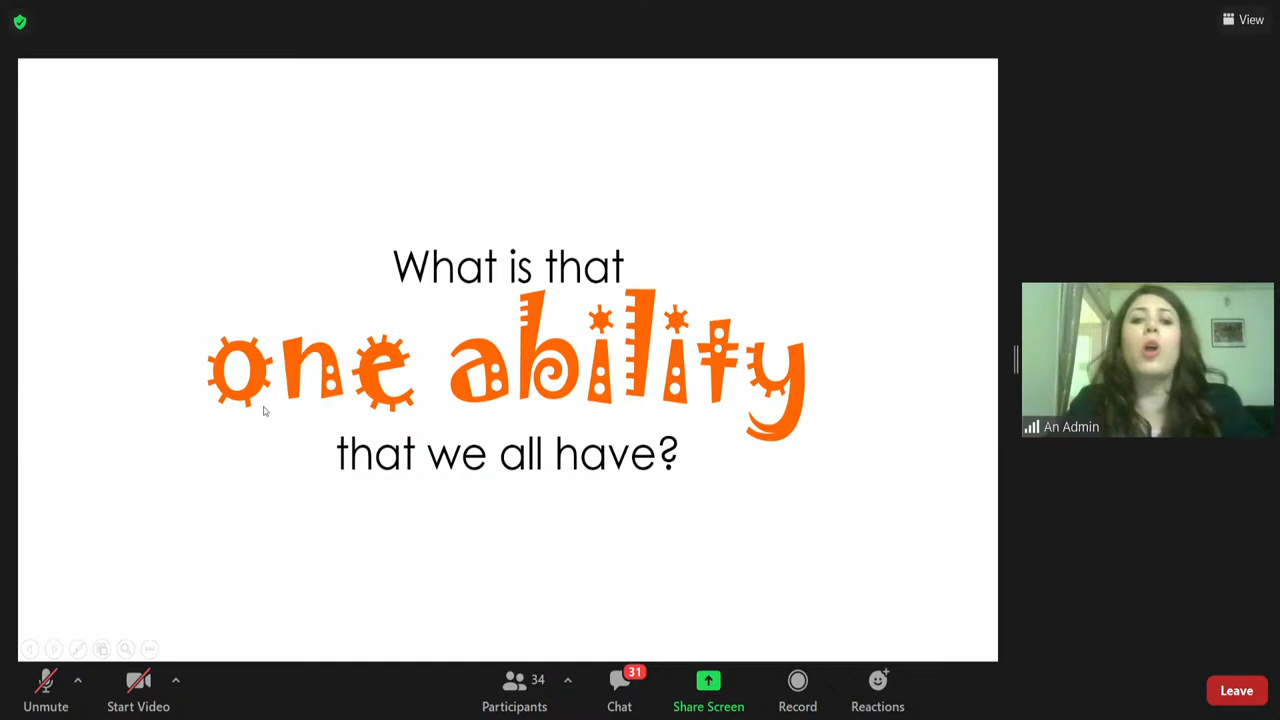 View
What is that
one ability
that we all have?
An Admin
Unmute
Start Video
34
Participants
31
Chat
Share Screen
Record
Reactions
Leave